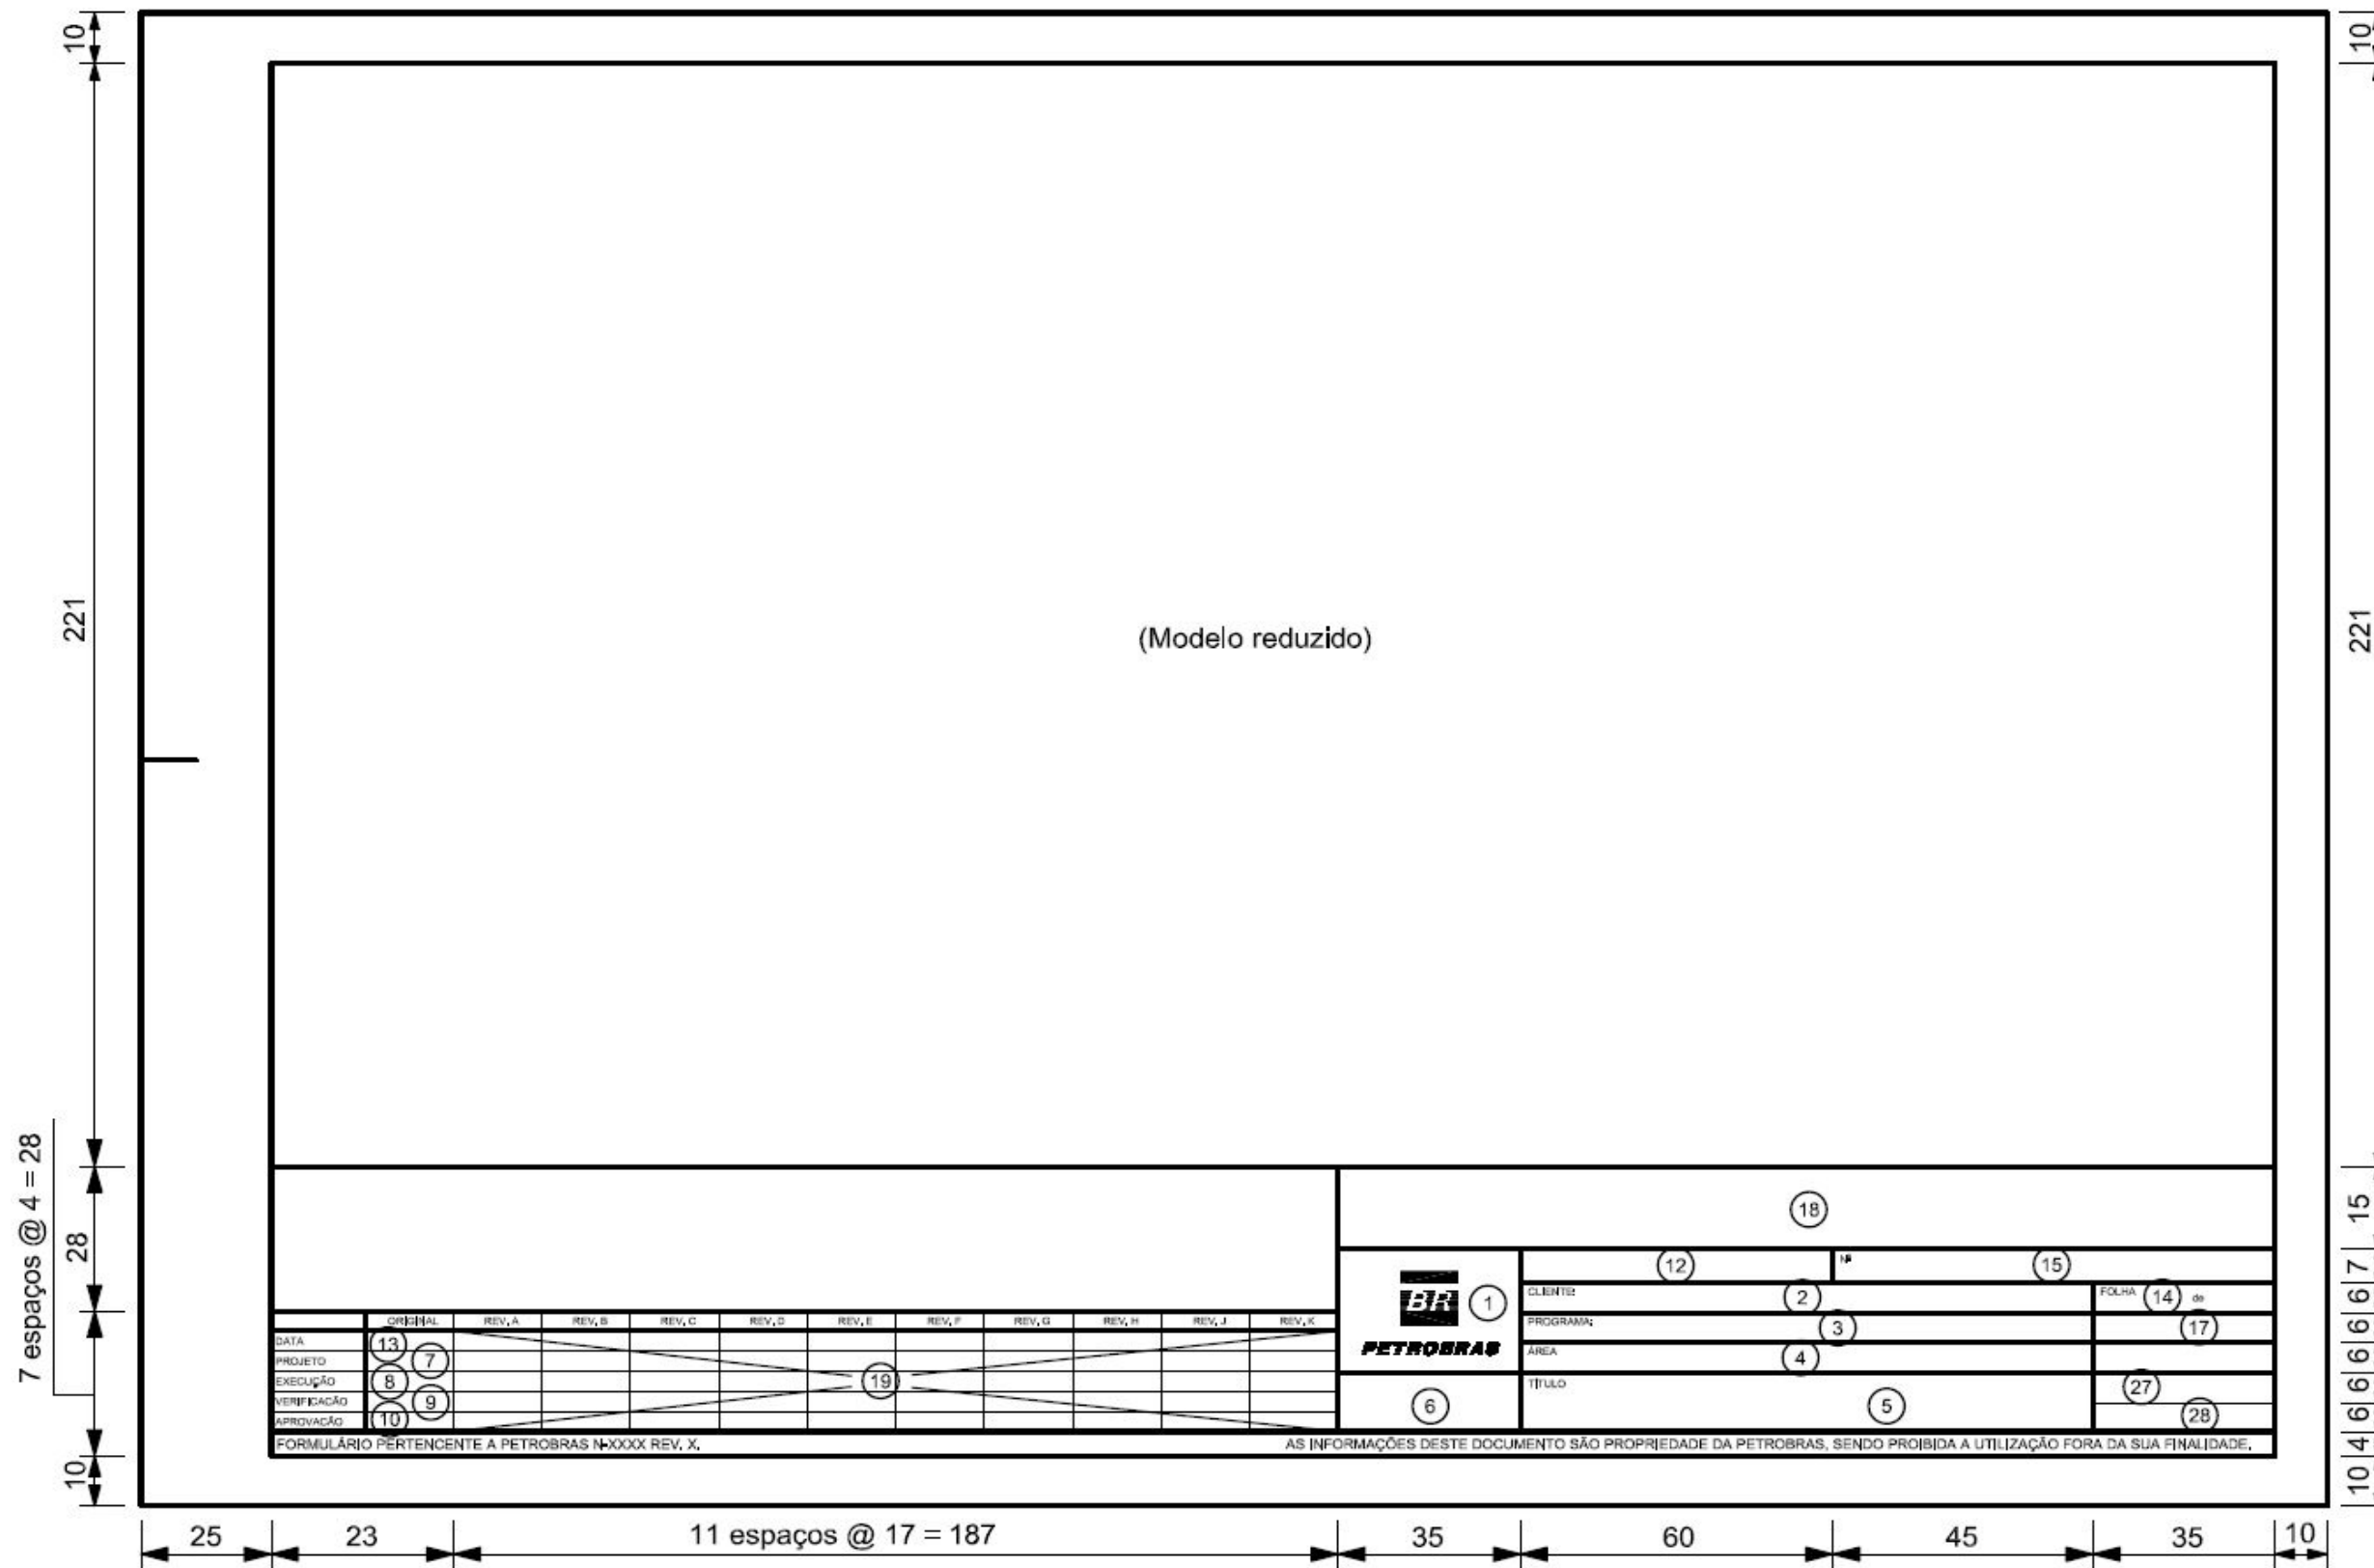 10
10
221
(Modelo reduzido)
221
7 espaços @ 4 = 28
28
18
15
12
Nº
15
7
BR
1
CLIENTE:
2
FOLHA
14
de
6
ORIGINAL
REV. A
REV. B
REV. C
REV. D
REV. E
REV. F
REV. G
REV. H
REV. J
REV. K
PROGRAMA:
3
17
6
DATA
13
PETROBRAS
ÁREA
4
6
PROJETO
7
EXECUÇÃO
8
19
TÍTULO
27
6
VERIFICAÇÃO
9
6
5
28
6
APROVAÇÃO
10
FORMULÁRIO PERTENCENTE A PETROBRAS N-XXXX REV. X.
AS INFORMAÇÕES DESTE DOCUMENTO SÃO PROPRIEDADE DA PETROBRAS, SENDO PROIBIDA A UTILIZAÇÃO FORA DA SUA FINALIDADE.
4
10
10
25
23
11 espaços @ 17 = 187
35
60
45
35
10